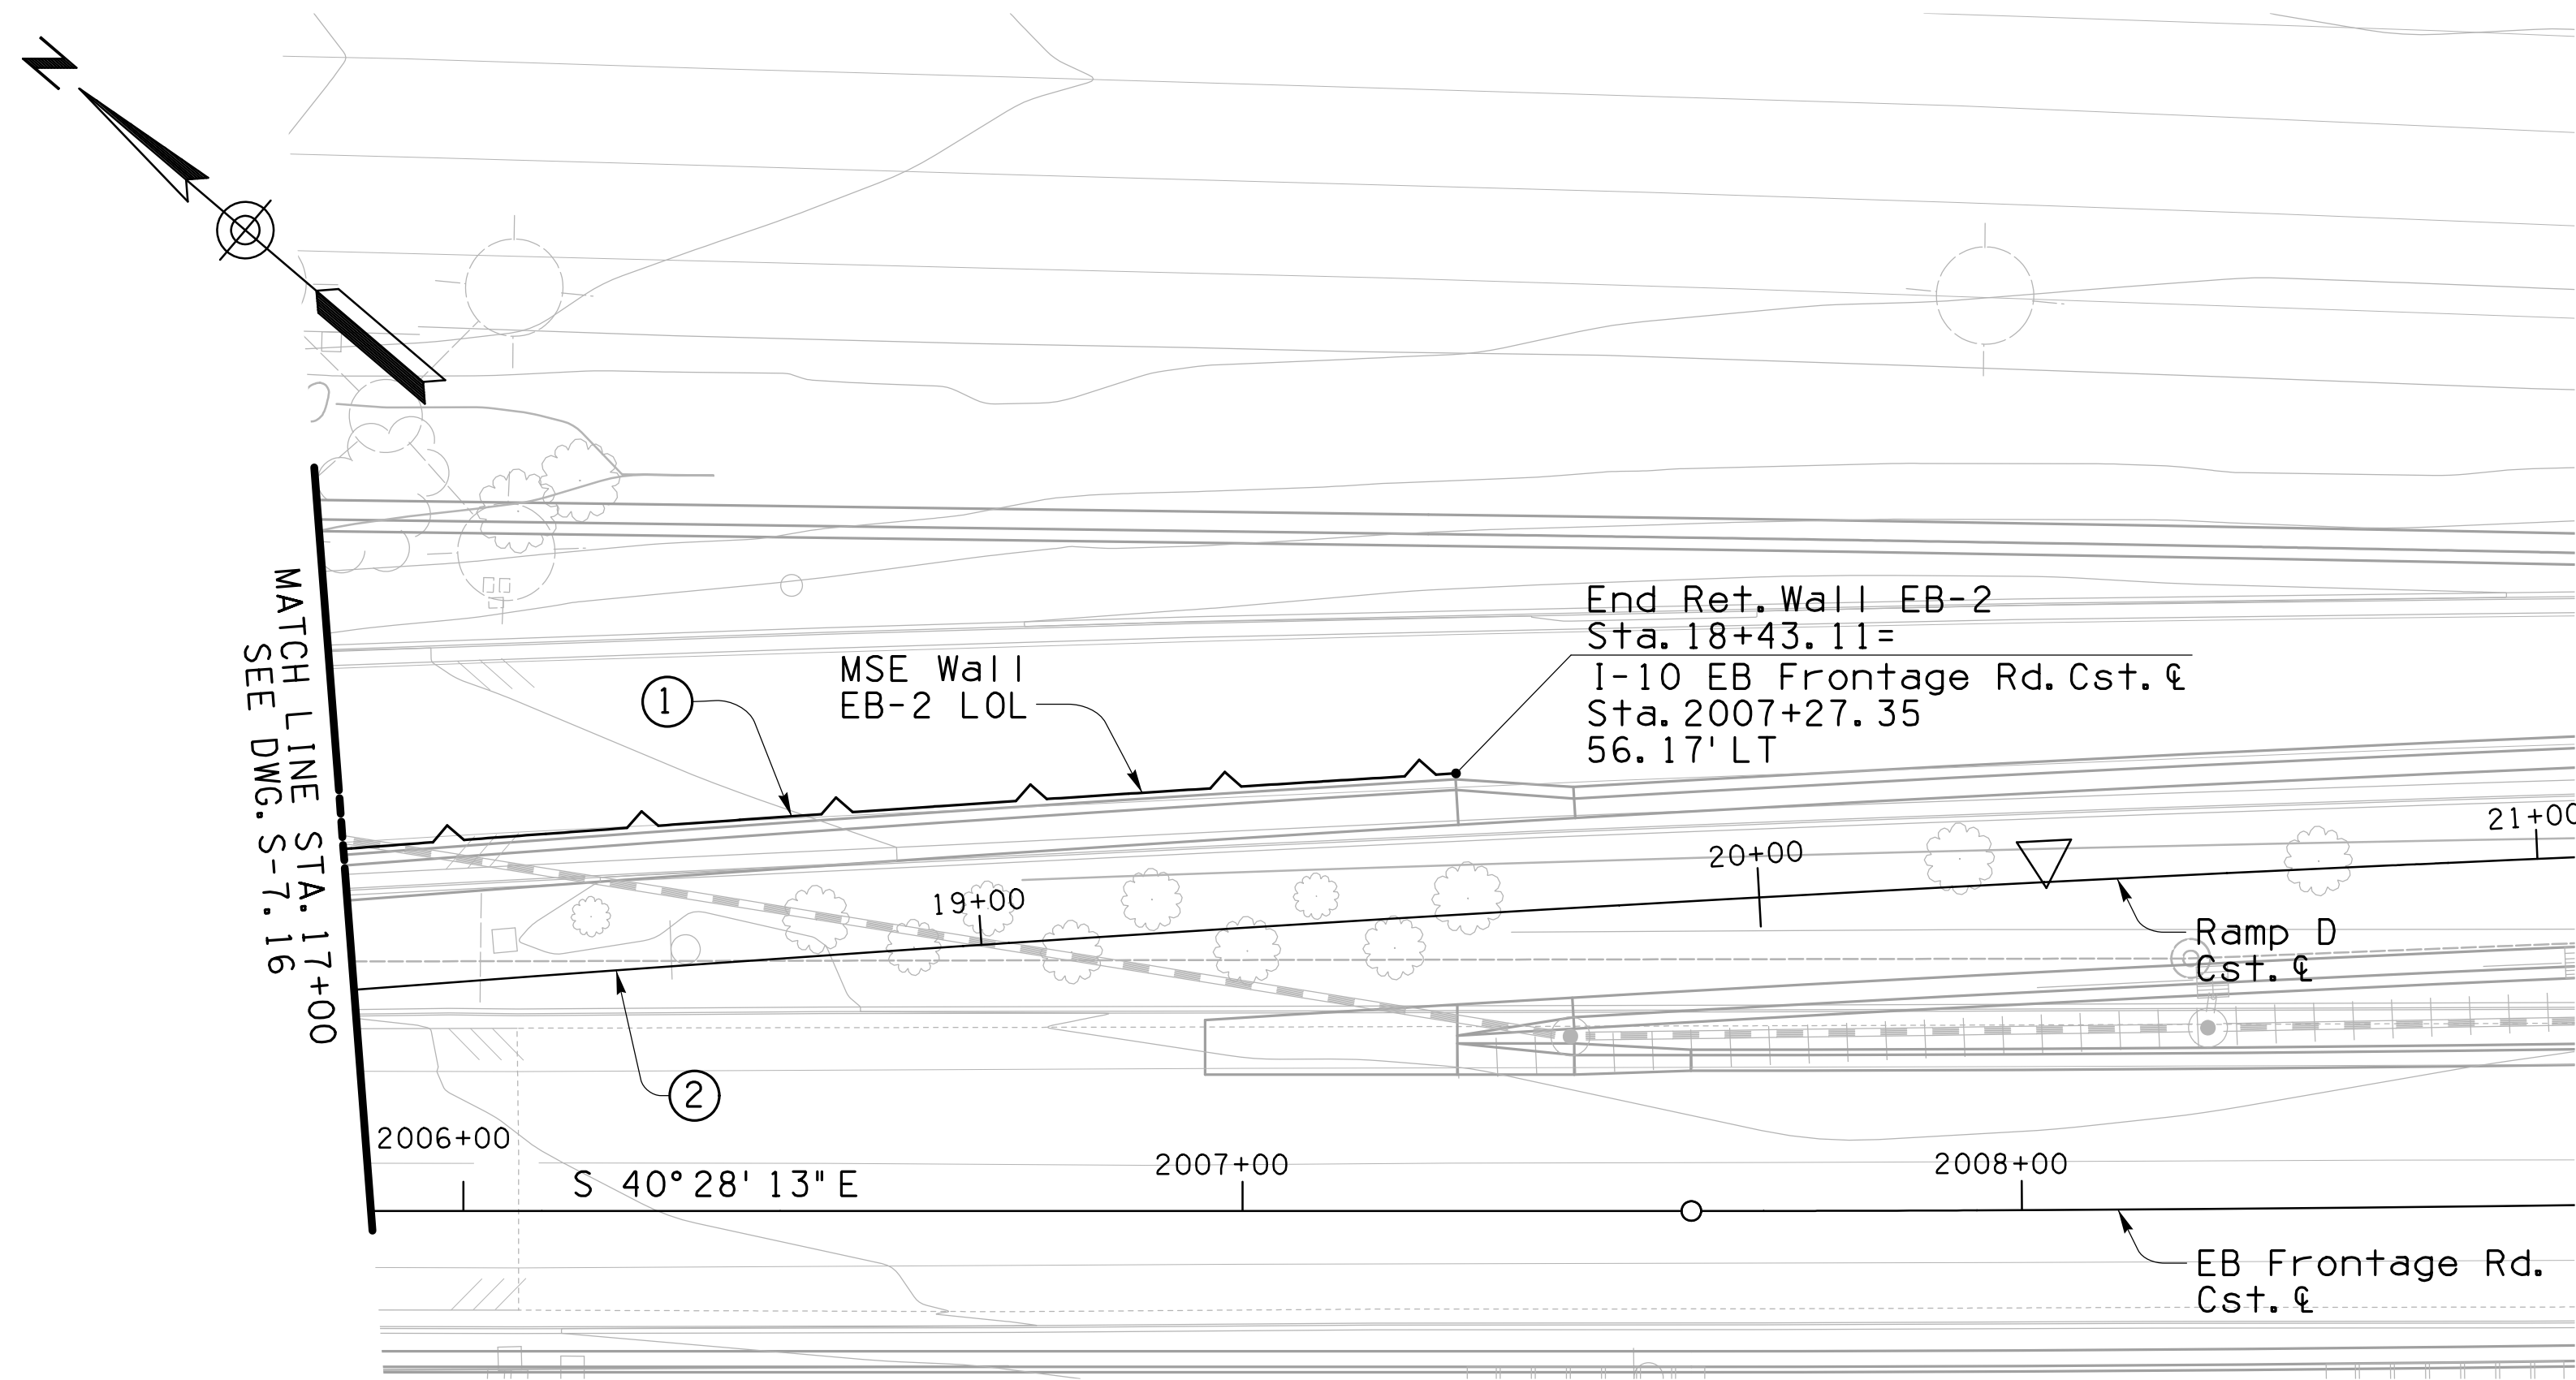 N
End Ret. Wall EB-2
Sta. 18+43.11=
I-10 EB Frontage Rd. Cst. ℄
Sta. 2007+27.35
56.17' LT
MSE Wall
EB-2 LOL
1
MATCH LINE STA. 17+00
SEE DWG. S-7.16
19+00
20+00
21+00
Ramp D
Cst. ℄
2
2006+00
2007+00
2008+00
S 40°28'13" E
EB Frontage Rd.
Cst. ℄